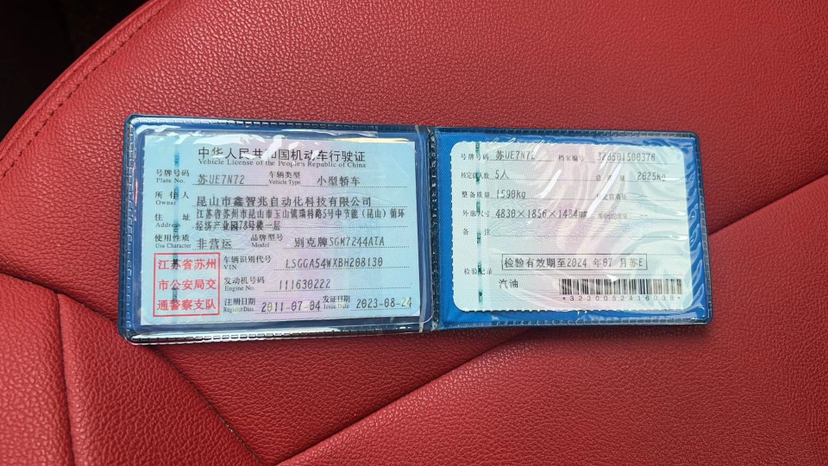 中华人民共和国机动车行驶证
Vehicle License of the People's Republic of China
号牌号码 苏UE7N72 车辆类型 小型轿车
Plate No. Vehicle Type
所有人 昆山市鑫智兆自动化科技有限公司
Owner
住址 江苏省苏州市昆山市玉山镇瑞科路5号中节能(昆山)循环
Address 经济产业园78号楼一层
使用性质 非营运 品牌型号 别克牌SGM7244ATA
Use Character Model
江苏省苏州
市公安局交
通警察支队
车辆识别代号 LSGGA54WXBH208130
VIN
发动机号码 111630222
Engine No.
注册日期 2011-07-04 发证日期 2023-08-24
Register Date Issue Date
号牌号码 苏UE7N72 档案编号
核定载人数 5人 2025kg
整备质量 1590kg
外廓尺寸 4830×1856×1484mm
备注
检验有效期至2024年07月苏E
检验记录
汽油